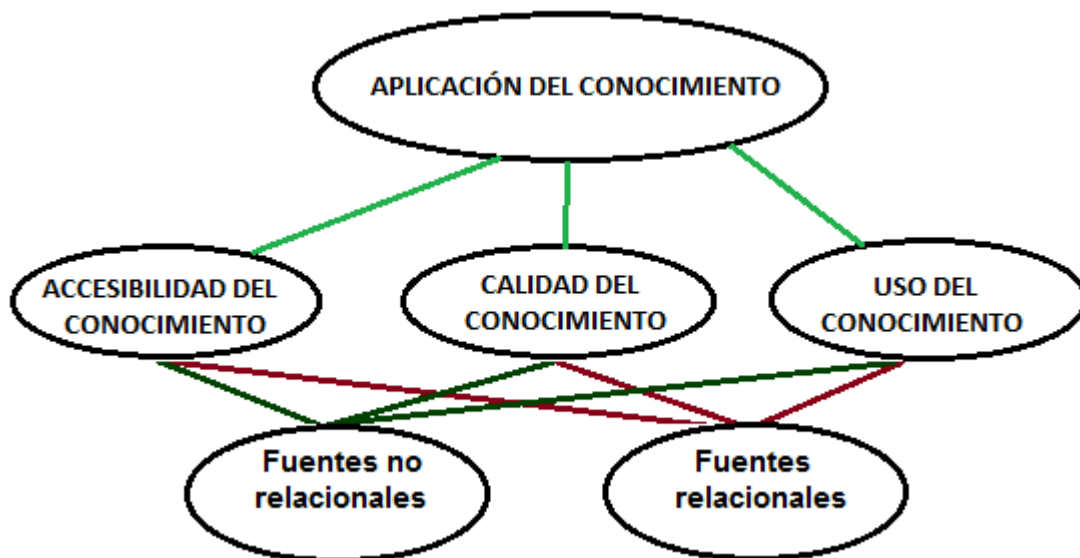 APLICACIÓN DEL CONOCIMIENTO
ACCESIBILIDAD DEL
CONOCIMIENTO
CALIDAD DEL
CONOCIMIENTO
USO DEL
CONOCIMIENTO
Fuentes no
relacionales
Fuentes
relacionales